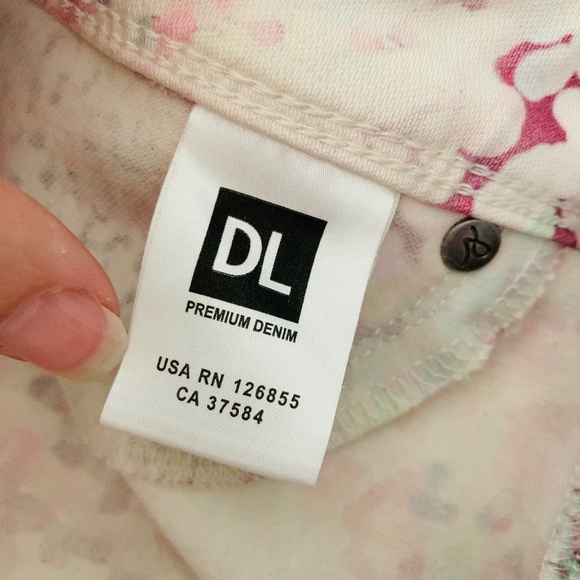 DL
PREMIUM DENIM
USA RN 126855
CA 37584